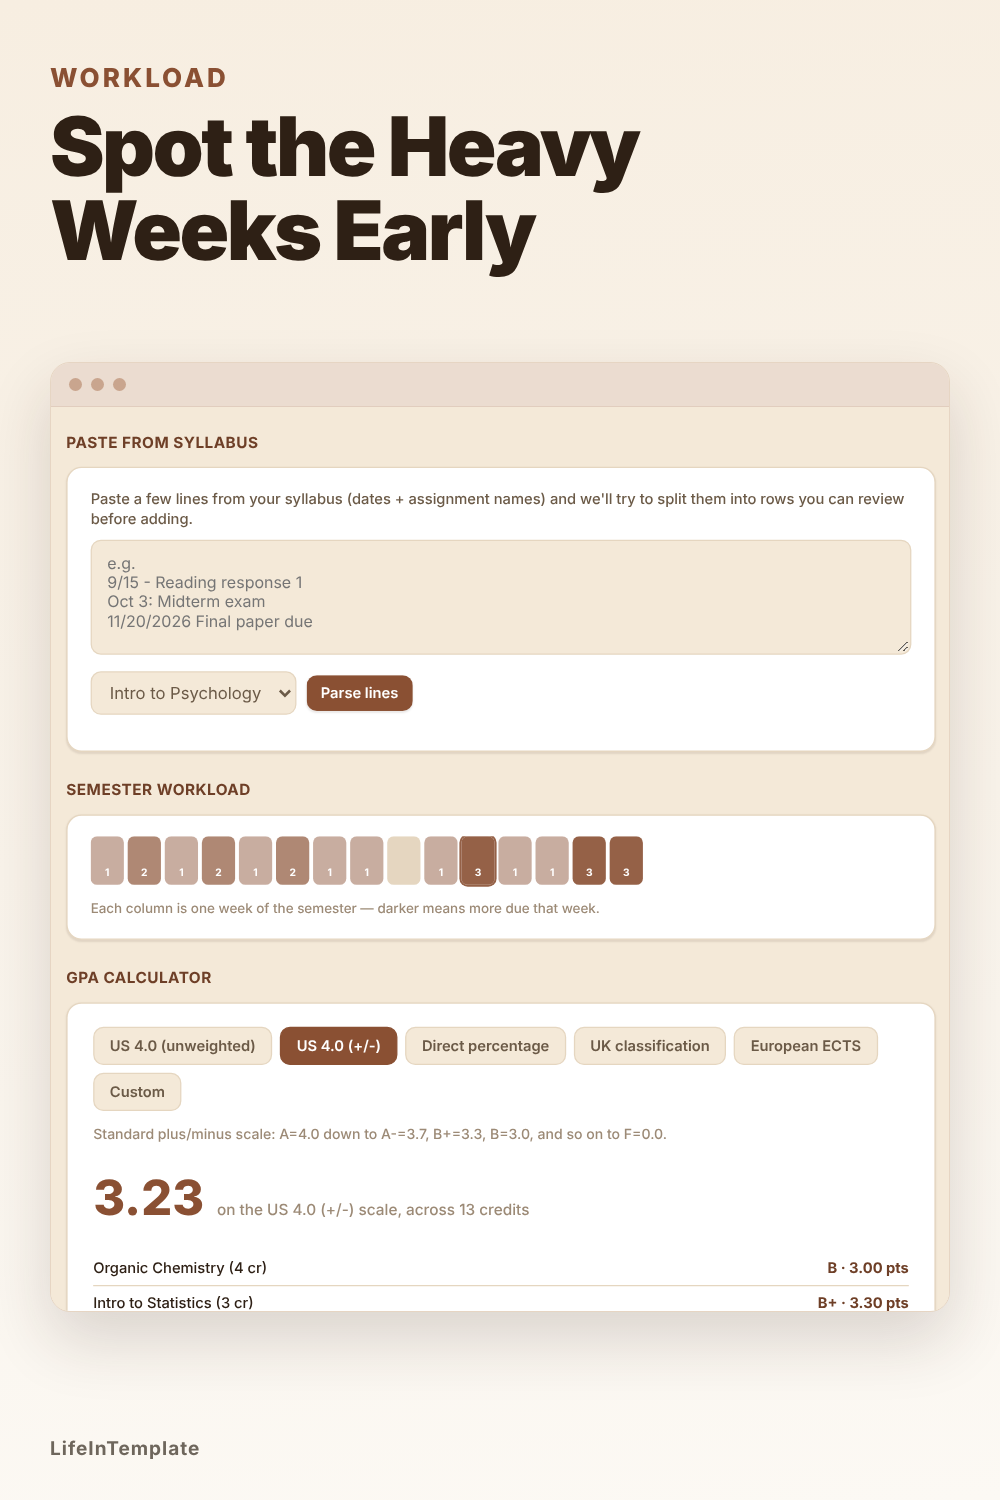 WORKLOAD
Spot the Heavy
Weeks Early
PASTE FROM SYLLABUS
Paste a few lines from your syllabus (dates + assignment names) and we'll try to split them into rows you can review
before adding.
e.g.
9/15 - Reading response 1
Oct 3: Midterm exam
11/20/2026 Final paper due
Intro to Psychology
Parse lines
SEMESTER WORKLOAD
1 2 1 2 1 2 1 1 1 3 1 1 3 3
Each column is one week of the semester — darker means more due that week.
GPA CALCULATOR
US 4.0 (unweighted) US 4.0 (+/-) Direct percentage UK classification European ECTS
Custom
Standard plus/minus scale: A=4.0 down to A-=3.7, B+=3.3, B=3.0, and so on to F=0.0.
3.23 on the US 4.0 (+/-) scale, across 13 credits
Organic Chemistry (4 cr) B · 3.00 pts
Intro to Statistics (3 cr) B+ · 3.30 pts
LifeInTemplate